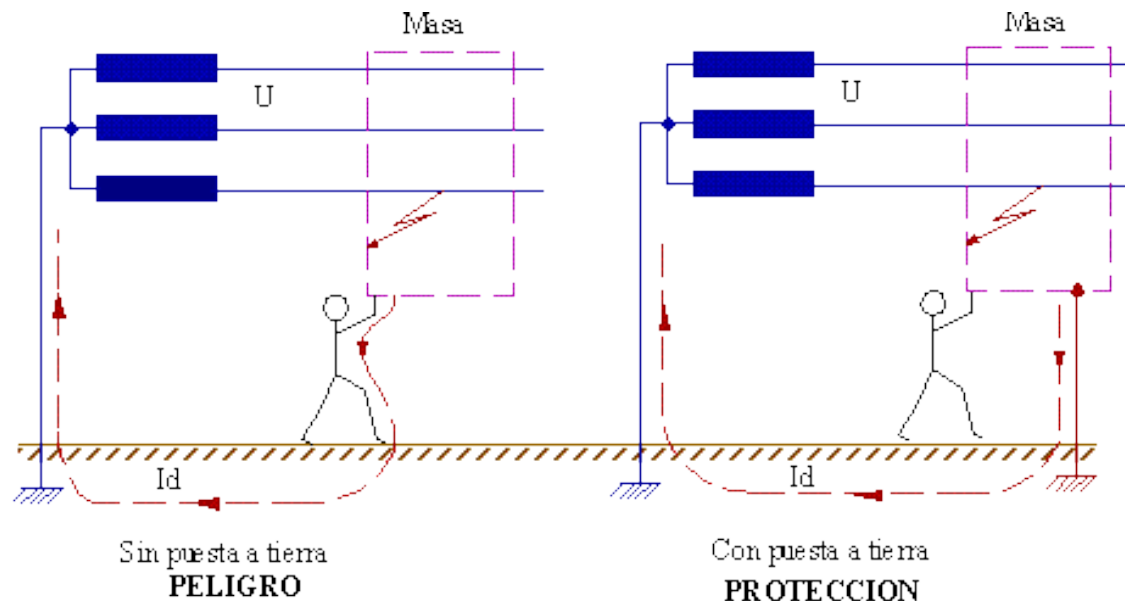 Masa
U
Id
Sin puesta a tierra
PELIGRO
Masa
U
Id
Con puesta a tierra
PROTECCION